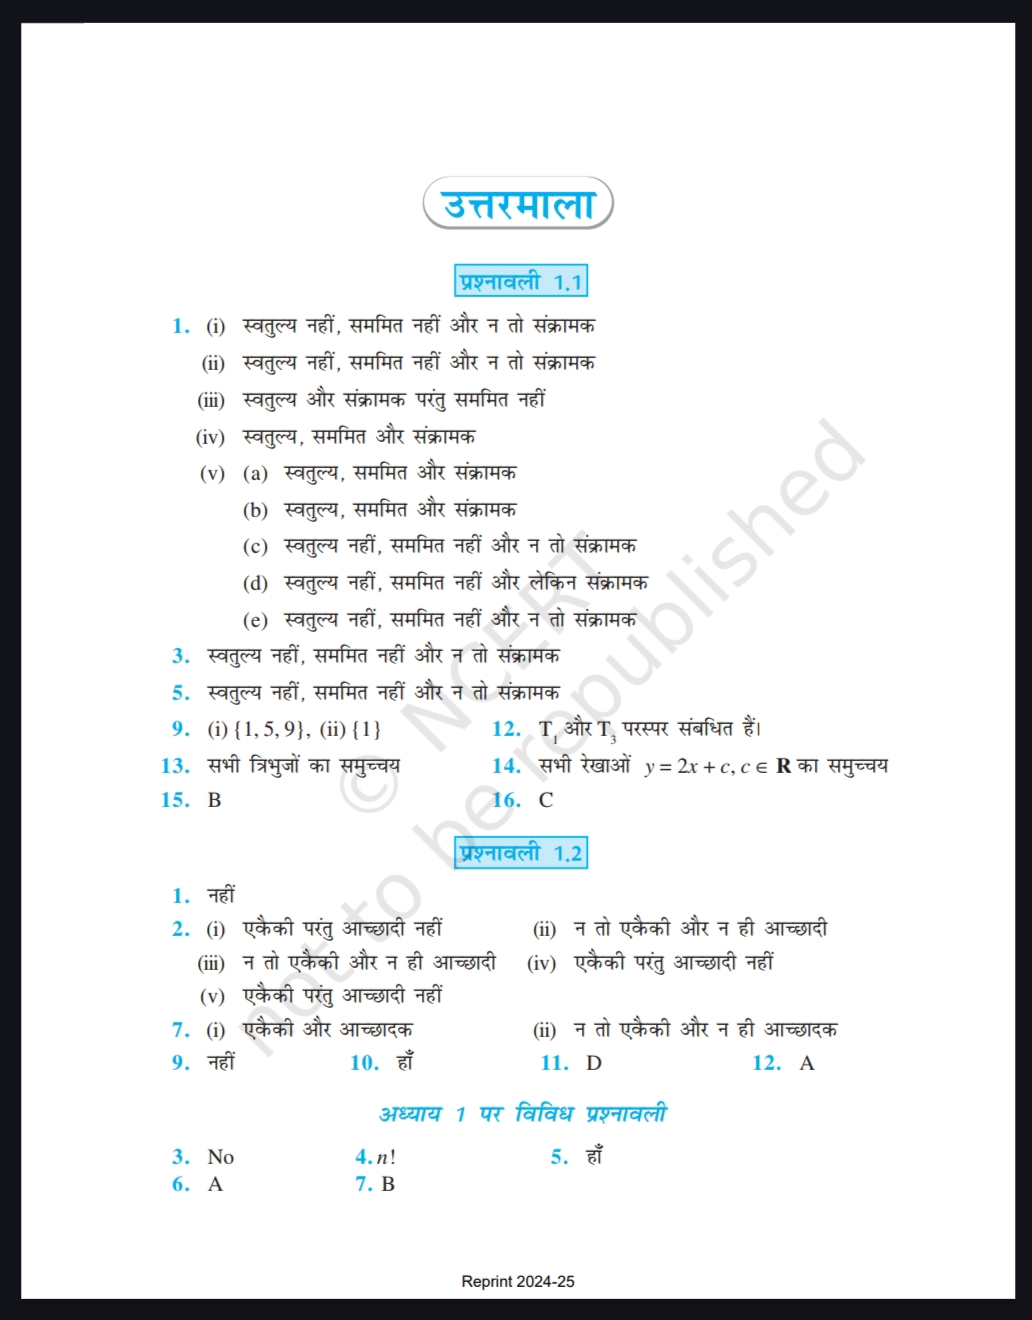 उत्तरमाला
प्रश्नावली 1.1
1. (i) स्वतुल्य नहीं, सममित नहीं और न तो संक्रामक
(ii) स्वतुल्य नहीं, सममित नहीं और न तो संक्रामक
(iii) स्वतुल्य और संक्रामक परंतु सममित नहीं
(iv) स्वतुल्य, सममित और संक्रामक
(v) (a) स्वतुल्य, सममित और संक्रामक
(b) स्वतुल्य, सममित और संक्रामक
(c) स्वतुल्य नहीं, सममित नहीं और न तो संक्रामक
(d) स्वतुल्य नहीं, सममित नहीं और लेकिन संक्रामक
(e) स्वतुल्य नहीं, सममित नहीं और न तो संक्रामक
3. स्वतुल्य नहीं, सममित नहीं और न तो संक्रामक
5. स्वतुल्य नहीं, सममित नहीं और न तो संक्रामक
9. (i) {1, 5, 9}, (ii) {1} 12. T₁ और T₃ परस्पर संबधित हैं।
13. सभी त्रिभुजों का समुच्चय 14. सभी रेखाओं y = 2x + c, c ∈ R का समुच्चय
15. B 16. C
प्रश्नावली 1.2
1. नहीं
2. (i) एकैकी परंतु आच्छादी नहीं (ii) न तो एकैकी और न ही आच्छादी
(iii) न तो एकैकी और न ही आच्छादी (iv) एकैकी परंतु आच्छादी नहीं
(v) एकैकी परंतु आच्छादी नहीं
7. (i) एकैकी और आच्छादक (ii) न तो एकैकी और न ही आच्छादक
9. नहीं 10. हाँ 11. D 12. A
अध्याय 1 पर विविध प्रश्नावली
3. No 4. n! 5. हाँ
6. A 7. B
© NCERT
not to be republished
Reprint 2024-25